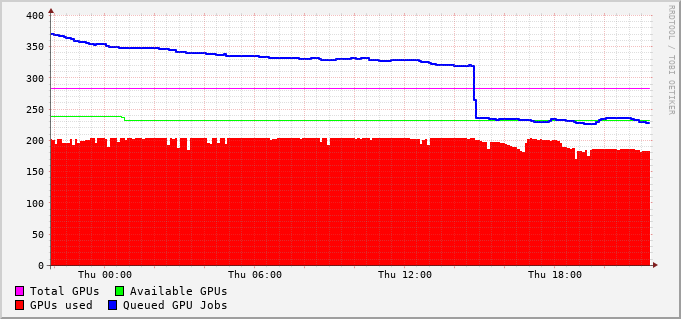 400
350
300
250
200
150
100
50
0
Thu 00:00 Thu 06:00 Thu 12:00 Thu 18:00
Total GPUs Available GPUs
GPUs used Queued GPU Jobs
RRDTOOL / TOBI OETIKER